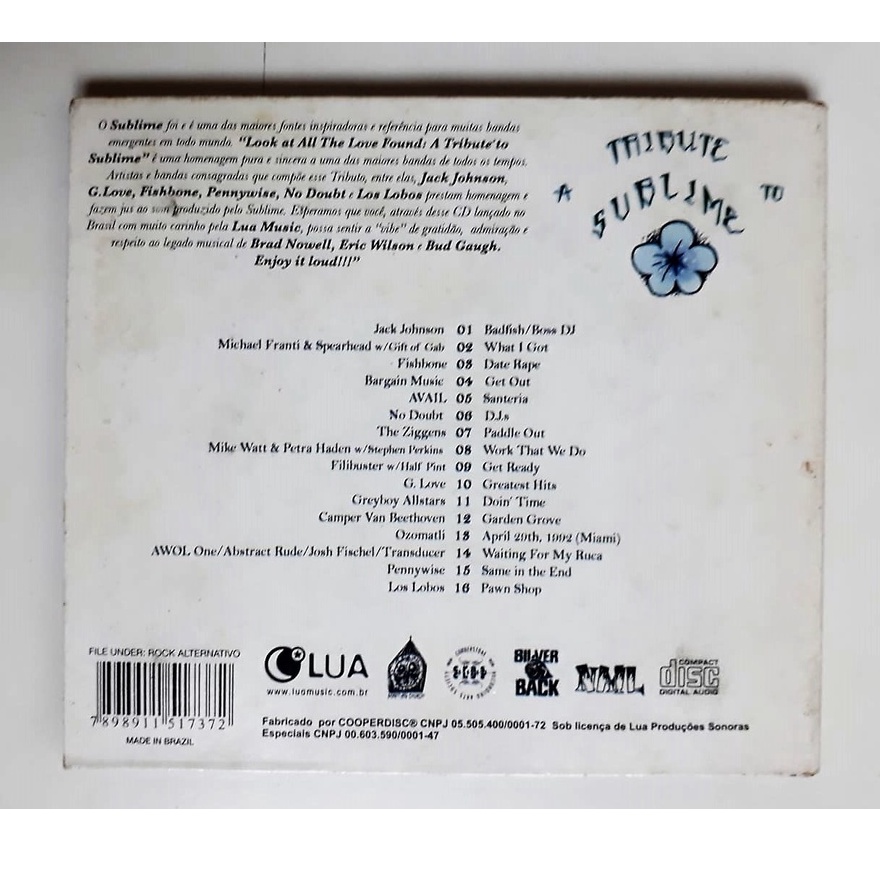 O Sublime foi e é uma das maiores fontes inspiradoras e referência para muitas bandas
emergentes em todo mundo. "Look at All The Love Found: A Tribute to
Sublime" é uma homenagem pura e sincera a uma das maiores bandas de todos os tempos.
Artistas e bandas consagradas que compõe esse Tributo, entre elas, Jack Johnson,
G.Love, Fishbone, Pennywise, No Doubt e Los Lobos prestam homenagem e
fazem jus ao som produzido pelo Sublime. Esperamos que você, através desse CD lançado no
Brasil com muito carinho pela Lua Music, possa sentir a "vibe" de gratidão, admiração e
respeito ao legado musical de Brad Nowell, Eric Wilson e Bud Gaugh.
Enjoy it loud!!!"
A TRIBUTE TO
SUBLIME
Jack Johnson 01 Badfish/Boss DJ
Michael Franti & Spearhead w/Gift of Gab 02 What I Got
Fishbone 03 Date Rape
Bargain Music 04 Get Out
AVAIL 05 Santeria
No Doubt 06 D.J.s
The Ziggens 07 Paddle Out
Mike Watt & Petra Haden w/Stephen Perkins 08 Work That We Do
Filibuster w/Half Pint 09 Get Ready
G. Love 10 Greatest Hits
Greyboy Allstars 11 Doin' Time
Camper Van Beethoven 12 Garden Grove
Ozomatli 13 April 29th, 1992 (Miami)
AWOL One/Abstract Rude/Josh Fischel/Transducer 14 Waiting For My Ruca
Pennywise 15 Same in the End
Los Lobos 16 Pawn Shop
FILE UNDER: ROCK ALTERNATIVO
7 898911 517372
MADE IN BRAZIL
LUA
www.luamusic.com.br
CORNERSTONE
SILVER
BACK
NML
COMPACT
disc
DIGITAL AUDIO
Fabricado por COOPERDISC® CNPJ 05.505.400/0001-72 Sob licença de Lua Produções Sonoras
Especiais CNPJ 00.603.590/0001-47